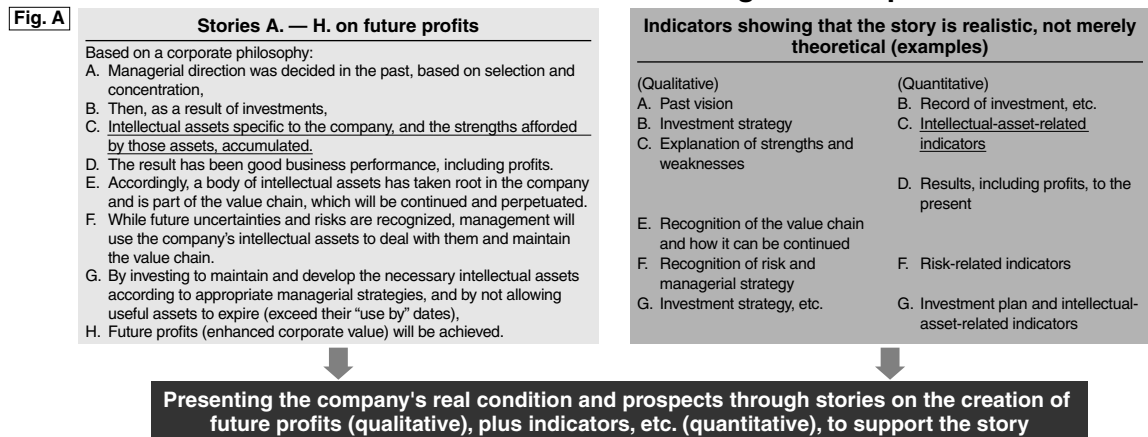 Fig. A
Stories A. — H. on future profits
Based on a corporate philosophy:
A. Managerial direction was decided in the past, based on selection and
concentration,
B. Then, as a result of investments,
C. Intellectual assets specific to the company, and the strengths afforded
by those assets, accumulated.
D. The result has been good business performance, including profits.
E. Accordingly, a body of intellectual assets has taken root in the company
and is part of the value chain, which will be continued and perpetuated.
F. While future uncertainties and risks are recognized, management will
use the company's intellectual assets to deal with them and maintain
the value chain.
G. By investing to maintain and develop the necessary intellectual assets
according to appropriate managerial strategies, and by not allowing
useful assets to expire (exceed their “use by” dates),
H. Future profits (enhanced corporate value) will be achieved.
Indicators showing that the story is realistic, not merely
theoretical (examples)
(Qualitative)
A. Past vision
B. Investment strategy
C. Explanation of strengths and
weaknesses
E. Recognition of the value chain
and how it can be continued
F. Recognition of risk and
managerial strategy
G. Investment strategy, etc.
(Quantitative)
B. Record of investment, etc.
C. Intellectual-asset-related
indicators
D. Results, including profits, to the
present
F. Risk-related indicators
G. Investment plan and intellectual-
asset-related indicators
Presenting the company's real condition and prospects through stories on the creation of
future profits (qualitative), plus indicators, etc. (quantitative), to support the story